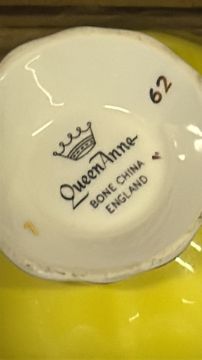 62
Queen Anne
BONE CHINA
ENGLAND